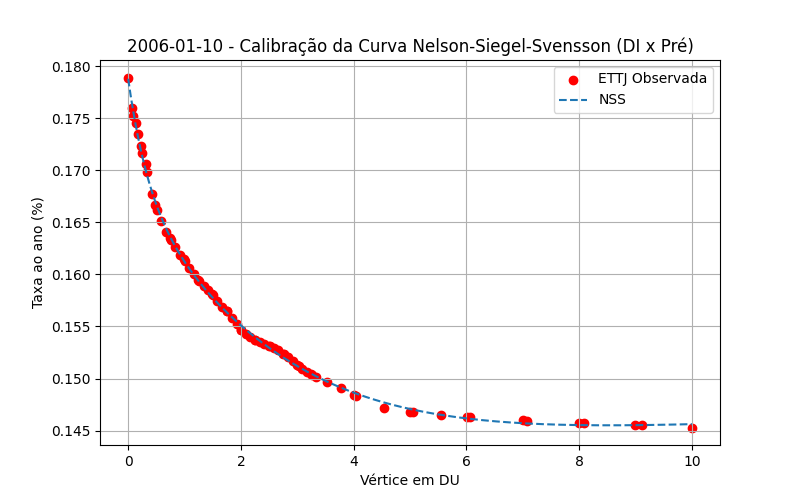 2006-01-10 - Calibração da Curva Nelson-Siegel-Svensson (DI x Pré)
ETTJ Observada
NSS
Taxa ao ano (%)
0.180
0.175
0.170
0.165
0.160
0.155
0.150
0.145
0 2 4 6 8 10
Vértice em DU